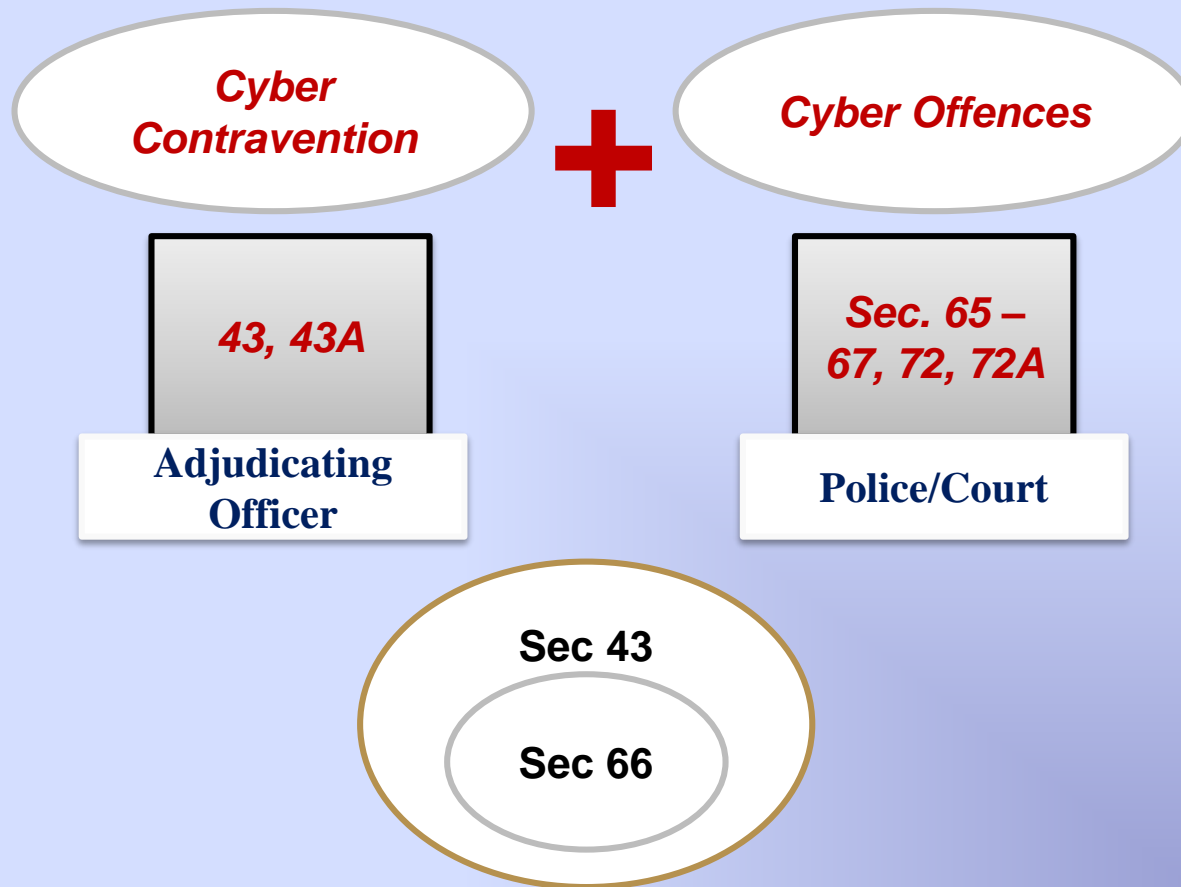 Cyber
Contravention
+
Cyber Offences
43, 43A
Sec. 65 –
67, 72, 72A
Adjudicating
Officer
Police/Court
Sec 43
Sec 66